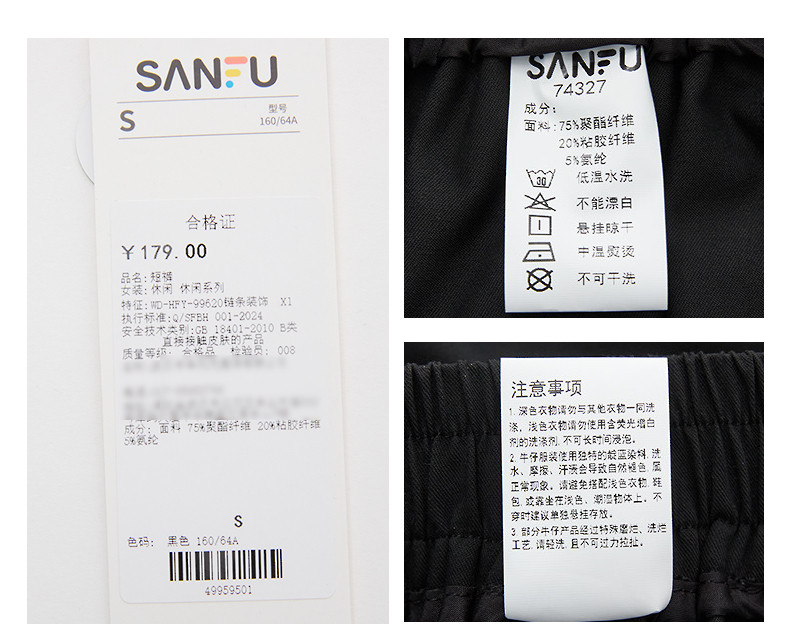 SANFU
S
型号
160/64A
合格证
￥179.00
品名:短裤
女装:休闲 休闲系列
特征:WD-HFY-99620链条装饰 X1
执行标准:Q/SFBH 001-2024
安全技术类别:GB 18401-2010 B类
直接接触皮肤的产品
质量等级: 合格品 检验员: 008
成分: 面料 75%聚酯纤维 20%粘胶纤维
5%氨纶
S
色码: 黑色 160/64A
49959501
SANFU
74327
成分:
面料:75%聚酯纤维
20%粘胶纤维
5%氨纶
30 低温水洗
不能漂白
悬挂晾干
中温熨烫
不可干洗
注意事项
1.深色衣物请勿与其他衣物一同洗
涤,浅色衣物请勿使用含荧光增白
剂的洗涤剂,不可长时间浸泡。
2.牛仔服装使用独特的靛蓝染料,洗
水、摩擦、汗渍会导致自然褪色,属
正常现象。请避免搭配浅色衣物,鞋
包,或靠坐在浅色、潮湿物体上。不
穿时建议单独悬挂存放。
3.部分牛仔产品经过特殊磨烂、洗烂
工艺,请轻洗,且不可过力拉扯。